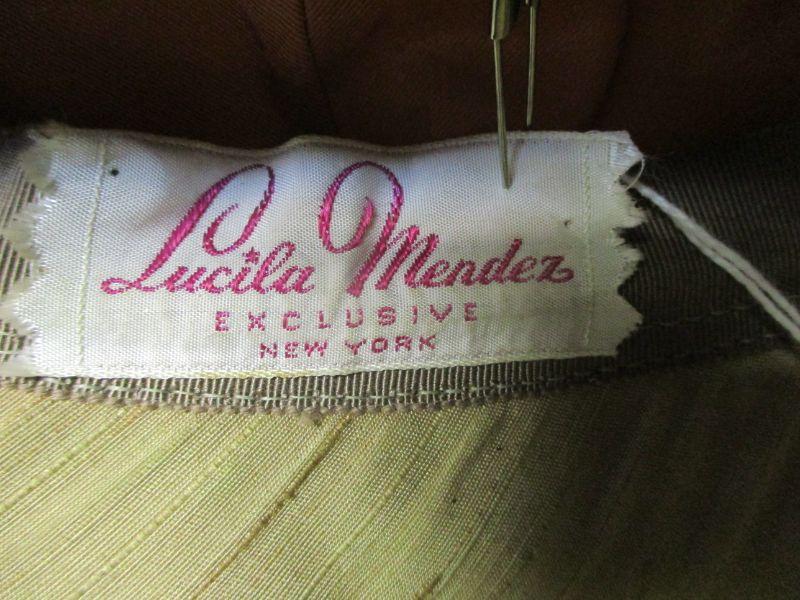 Lucila Mendez
EXCLUSIVE
NEW YORK